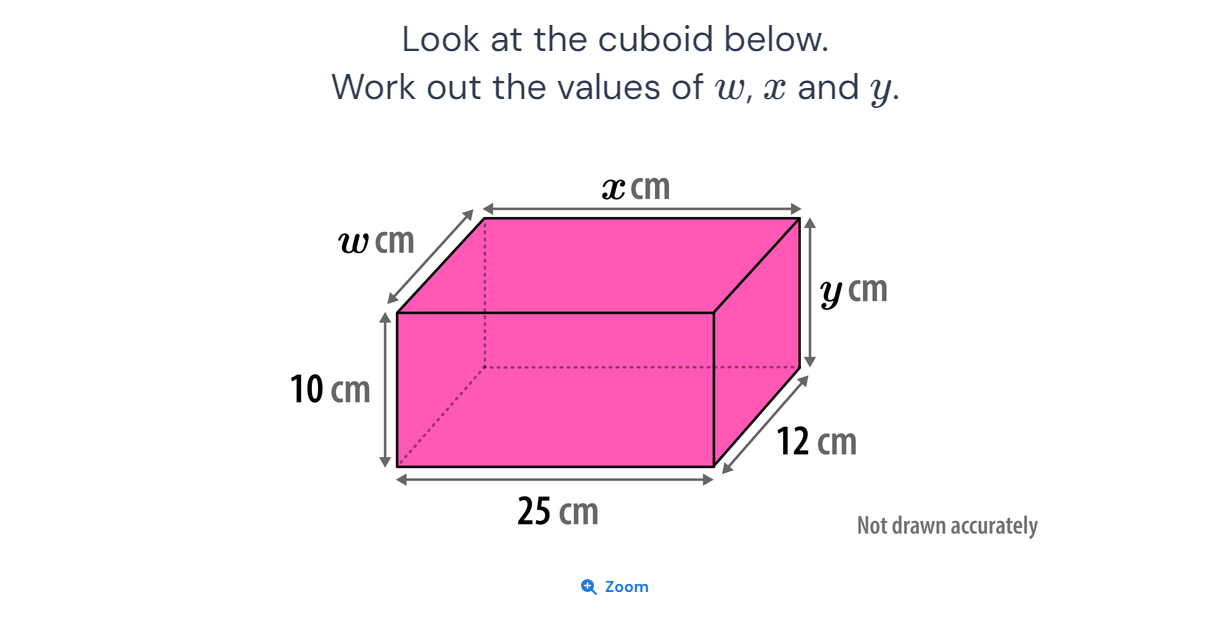 Look at the cuboid below.
Work out the values of w, x and y.
x cm
w cm
y cm
10 cm
12 cm
25 cm
Not drawn accurately
Zoom